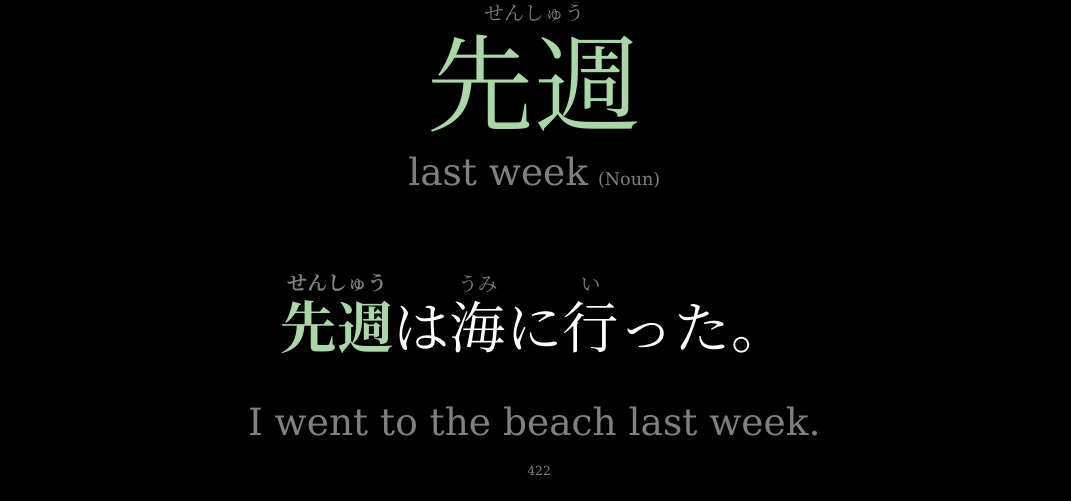 せんしゅう
先週
last week (Noun)
せんしゅう うみ い
先週は海に行った。
I went to the beach last week.
422